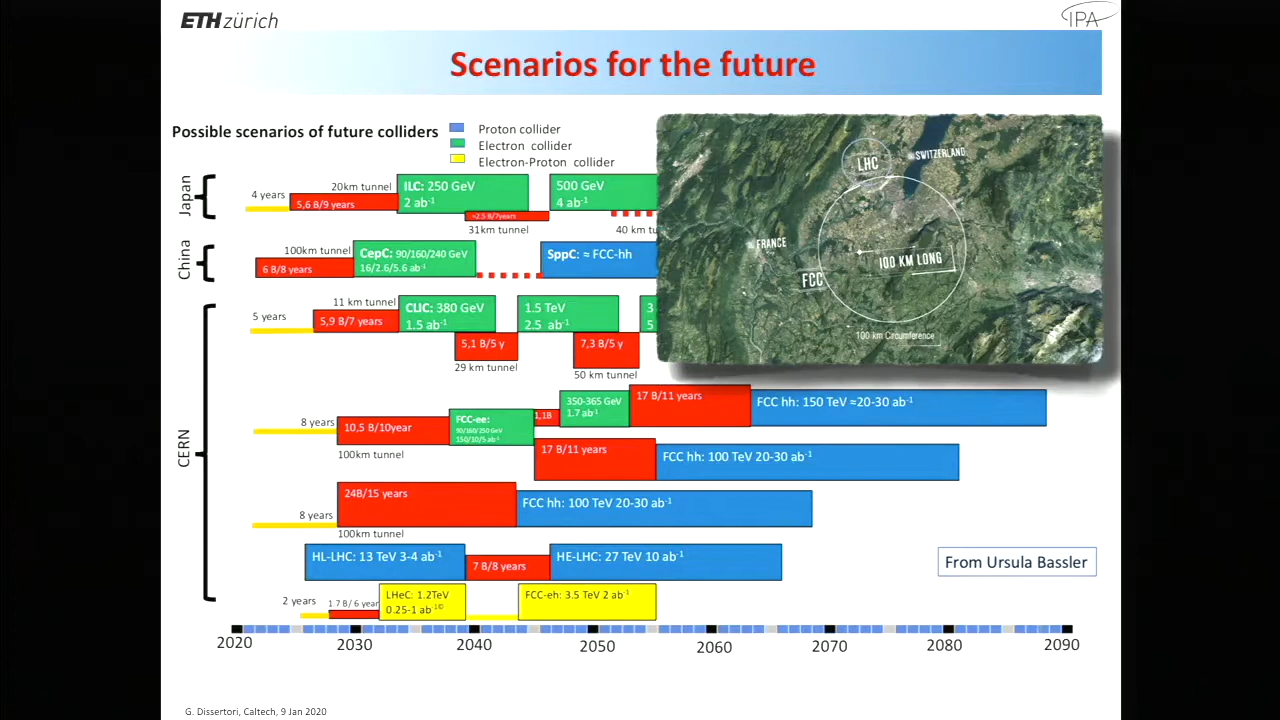 ETH zürich
IPA
Scenarios for the future
Possible scenarios of future colliders
Proton collider
Electron collider
Electron-Proton collider
Japan
4 years
20km tunnel
5,6 B/9 years
ILC: 250 GeV
2 ab-1
≈2.5 B/7years
31km tunnel
500 GeV
4 ab-1
40 km tu
China
100km tunnel
6 B/8 years
CepC: 90/160/240 GeV
16/2.6/5.6 ab-1
SppC: ≈ FCC-hh
CERN
5 years
11 km tunnel
5,9 B/7 years
CLIC: 380 GeV
1.5 ab-1
5,1 B/5 y
29 km tunnel
1.5 TeV
2.5 ab-1
7,3 B/5 y
50 km tunnel
3
5
LHC
SWITZERLAND
FRANCE
FCC
100 KM LONG
100 km Circumference
8 years
10,5 B/10year
100km tunnel
FCC-ee:
90/160/250 GeV
150/10/5 ab-1
1,1B
350-365 GeV
1.7 ab-1
17 B/11 years
FCC hh: 150 TeV ≈20-30 ab-1
17 B/11 years
FCC hh: 100 TeV 20-30 ab-1
8 years
24B/15 years
100km tunnel
FCC hh: 100 TeV 20-30 ab-1
HL-LHC: 13 TeV 3-4 ab-1
7 B/8 years
HE-LHC: 27 TeV 10 ab-1
From Ursula Bassler
2 years
1.7 B/ 6 year
LHeC: 1.2TeV
0.25-1 ab-1
FCC-eh: 3.5 TeV 2 ab-1
2020 2030 2040 2050 2060 2070 2080 2090
G. Dissertori, Caltech, 9 Jan 2020